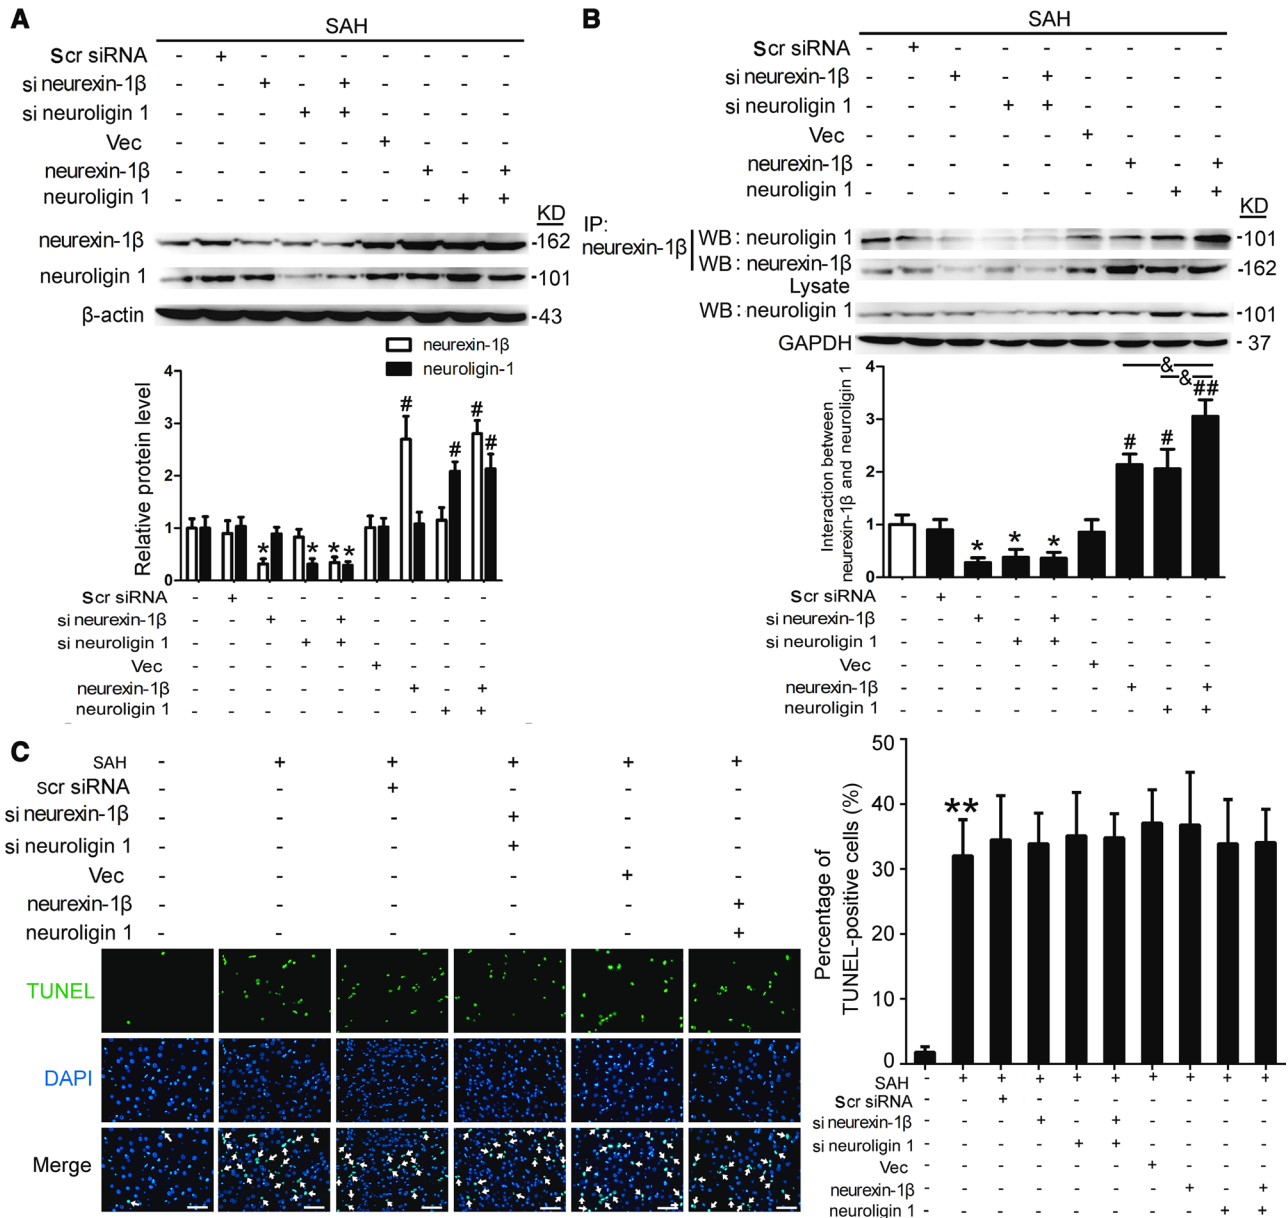 A
SAH
Scr siRNA - + - - - - - - -
si neurexin-1β - - + - + - - - -
si neuroligin 1 - - - + + - - - -
Vec - - - - - + - - -
neurexin-1β - - - - - - + - +
neuroligin 1 - - - - - - - + +
KD
neurexin-1β -162
neuroligin 1 -101
β-actin -43
neurexin-1β
neuroligin-1
Relative protein level
4
3
2
1
0
* * * * # # # #
Scr siRNA - + - - - - - - -
si neurexin-1β - - + - + - - - -
si neuroligin 1 - - - + + - - - -
Vec - - - - - + - - -
neurexin-1β - - - - - - + - +
neuroligin 1 - - - - - - - + +
B
SAH
Scr siRNA - + - - - - - - -
si neurexin-1β - - + - + - - - -
si neuroligin 1 - - - + + - - - -
Vec - - - - - + - - -
neurexin-1β - - - - - - + - +
neuroligin 1 - - - - - - - + +
KD
IP:
neurexin-1β
WB: neuroligin 1 -101
WB: neurexin-1β -162
Lysate
WB: neuroligin 1 -101
GAPDH - 37
Interaction between
neurexin-1β and neuroligin 1
4
3
2
1
0
&
&
* * * # # ##
Scr siRNA - + - - - - - - -
si neurexin-1β - - + - + - - - -
si neuroligin 1 - - - + + - - - -
Vec - - - - - + - - -
neurexin-1β - - - - - - + - +
neuroligin 1 - - - - - - - + +
C
SAH - + + + + +
Scr siRNA - - + - - -
si neurexin-1β - - - + - -
si neuroligin 1 - - - + - -
Vec - - - - + -
neurexin-1β - - - - - +
neuroligin 1 - - - - - +
TUNEL
DAPI
Merge
Percentage of
TUNEL-positive cells (%)
50
40
30
20
10
0
**
SAH - + + + + + + + + +
Scr siRNA - - + - - - - - - -
si neurexin-1β - - - + - + - - - -
si neuroligin 1 - - - - + + - - - -
Vec - - - - - - + - - -
neurexin-1β - - - - - - - + - +
neuroligin 1 - - - - - - - - + +